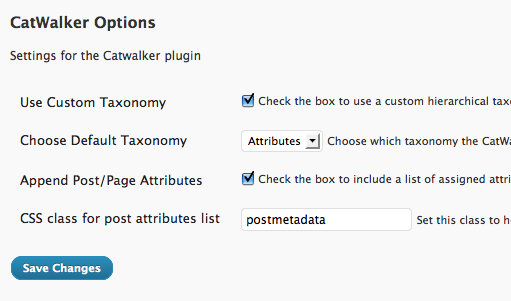 CatWalker Options
Settings for the Catwalker plugin
Use Custom Taxonomy Check the box to use a custom hierarchical
Choose Default Taxonomy Attributes Choose which taxonomy the
Append Post/Page Attributes Check the box to include a list of assigned
CSS class for post attributes list postmetadata Set this class to
Save Changes